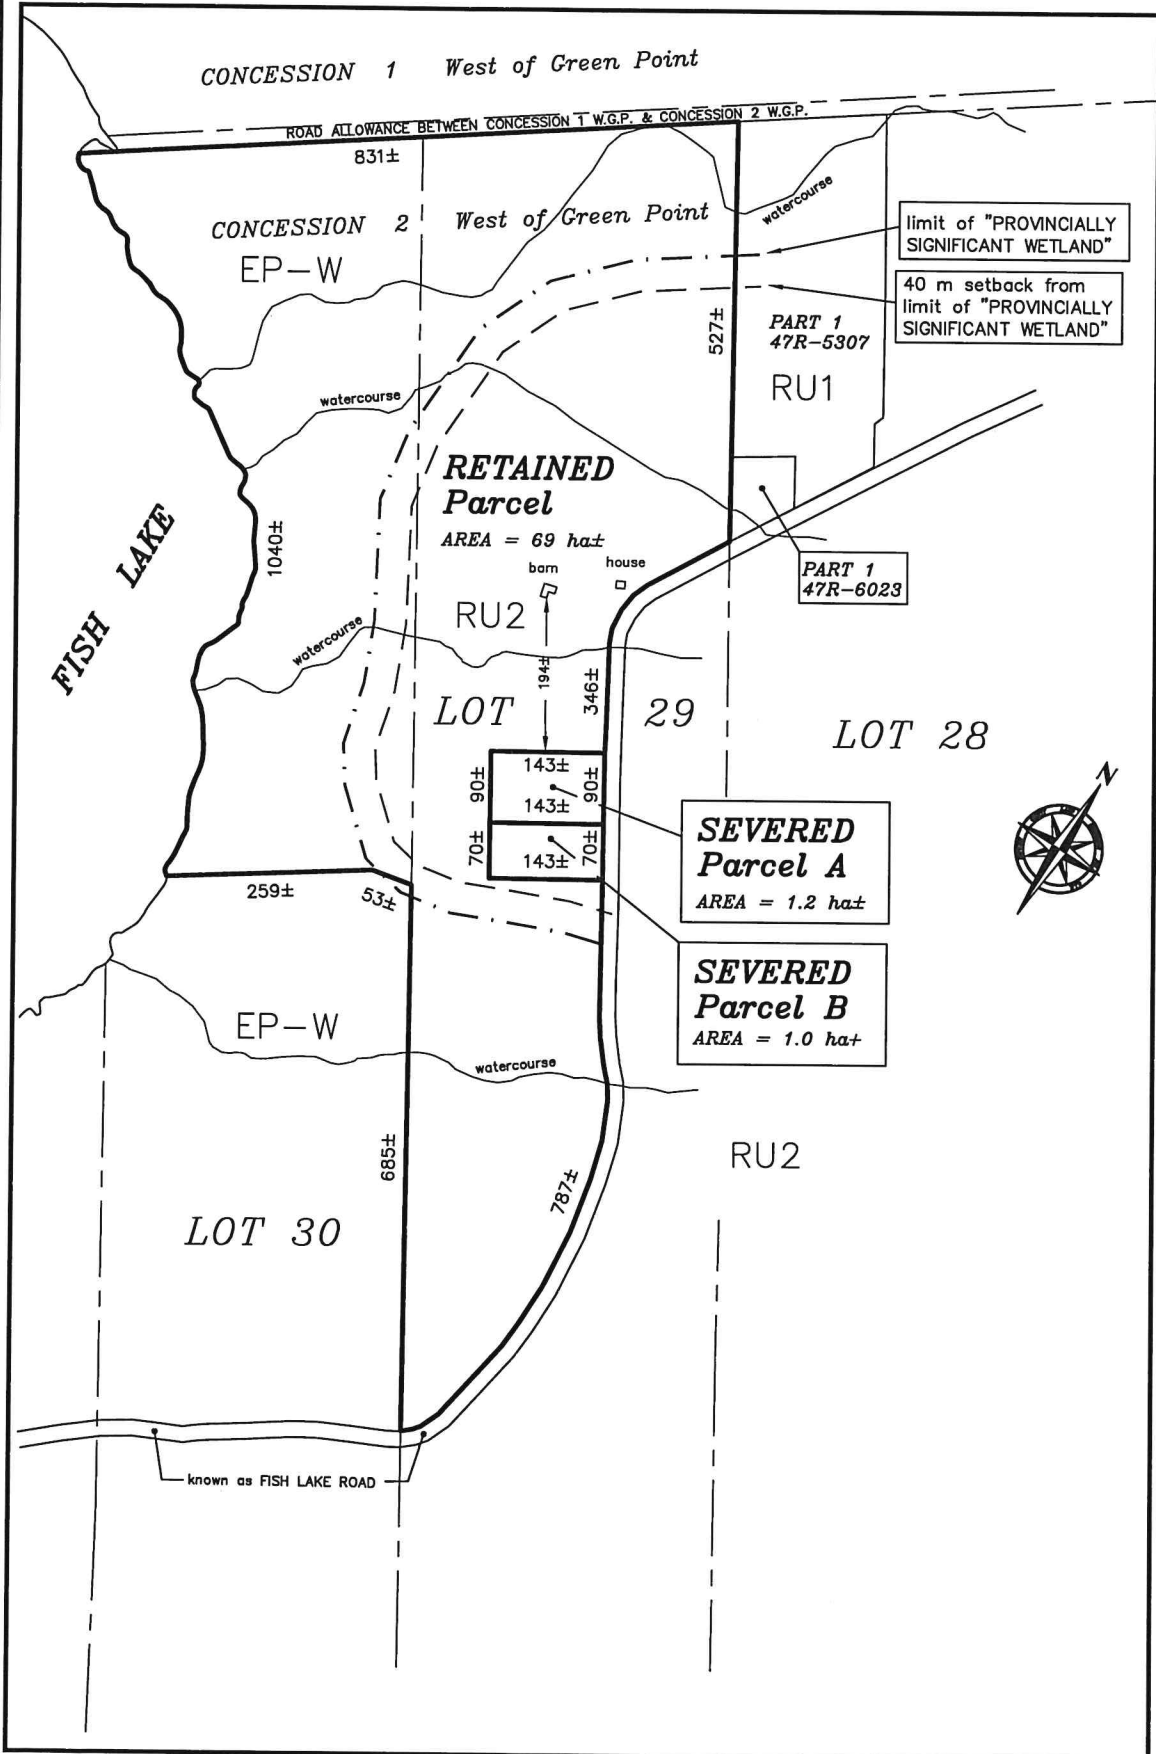 CONCESSION 1 West of Green Point
ROAD ALLOWANCE BETWEEN CONCESSION 1 W.G.P. & CONCESSION 2 W.G.P.
831±
CONCESSION 2 West of Green Point
EP-W
watercourse
limit of "PROVINCIALLY
SIGNIFICANT WETLAND"
40 m setback from
limit of "PROVINCIALLY
SIGNIFICANT WETLAND"
527±
PART 1
47R-5307
RU1
watercourse
RETAINED
Parcel
AREA = 69 ha±
FISH LAKE
1040±
barn
house
PART 1
47R-6023
RU2
watercourse
194±
346±
LOT 29
LOT 28
N
90±
143±
90±
143±
70±
143±
70±
SEVERED
Parcel A
AREA = 1.2 ha±
259±
53±
SEVERED
Parcel B
AREA = 1.0 ha+
EP-W
watercourse
685±
787±
RU2
LOT 30
known as FISH LAKE ROAD